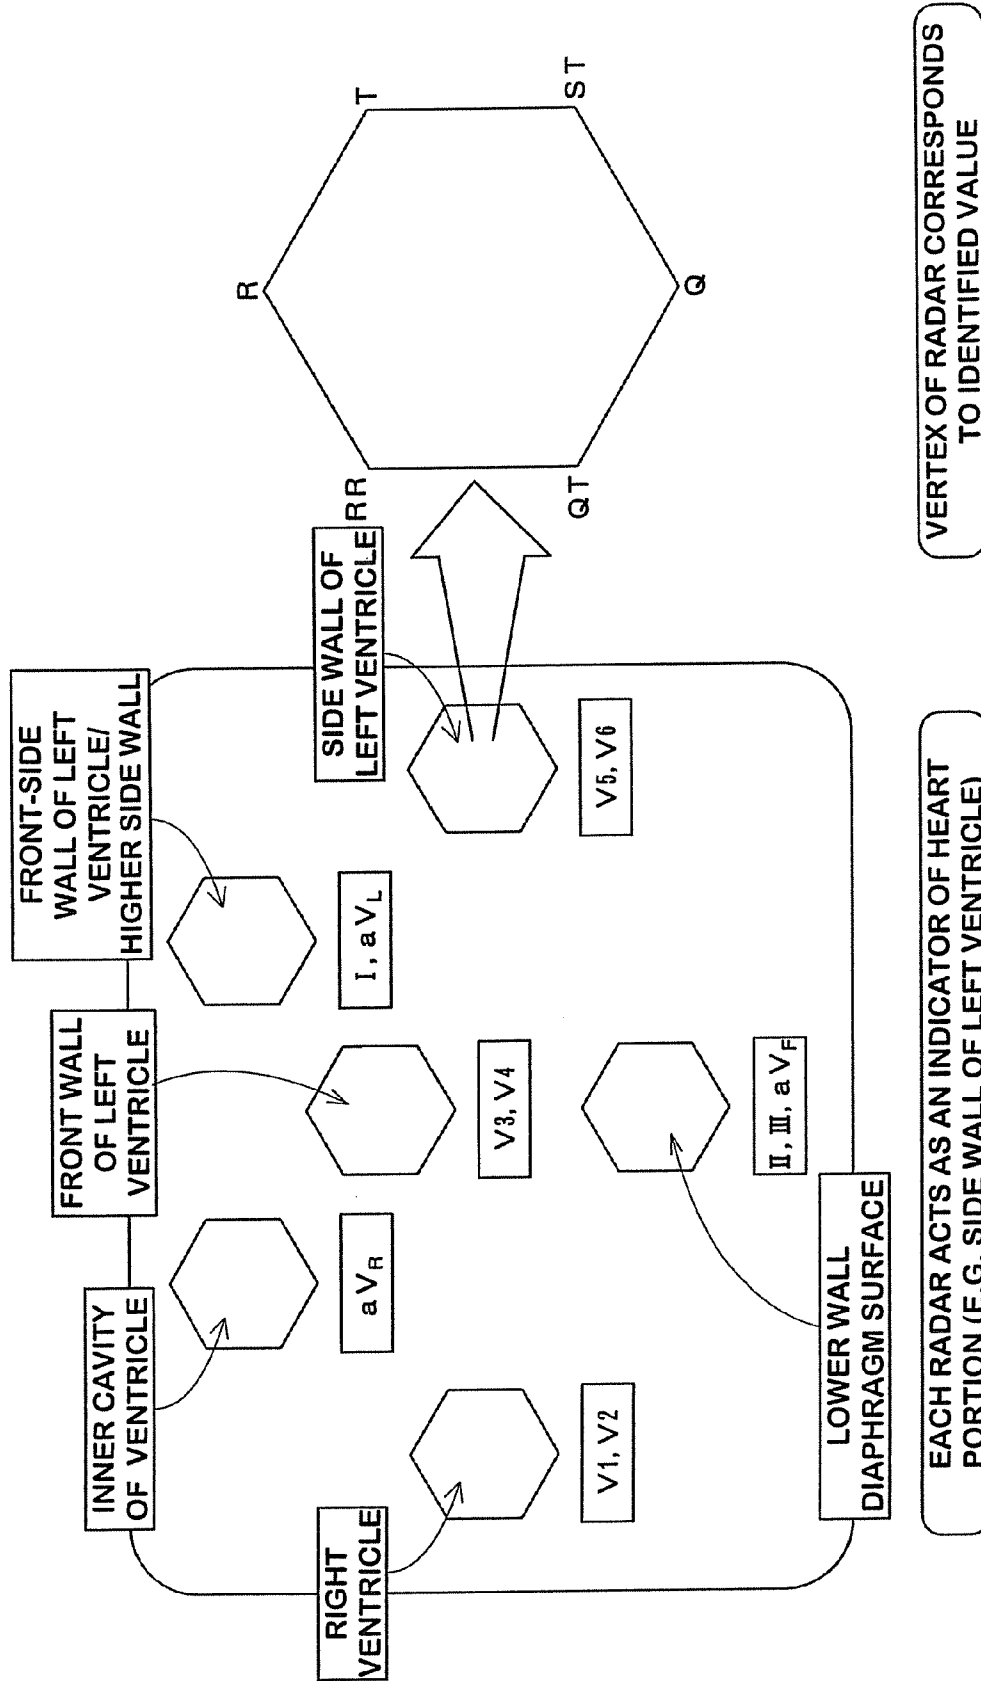 FRONT-SIDE
WALL OF LEFT
VENTRICLE/
HIGHER SIDE WALL
FRONT WALL
OF LEFT
VENTRICLE
INNER CAVITY
OF VENTRICLE
RIGHT
VENTRICLE
SIDE WALL OF
LEFT VENTRICLE
aVR
I, aVL
V3, V4
V1, V2
V5, V6
II, III, aVF
LOWER WALL
DIAPHRAGM SURFACE
R
RR
T
QT
ST
Q
EACH RADAR ACTS AS AN INDICATOR OF HEART
PORTION (E.G. SIDE WALL OF LEFT VENTRICLE)
VERTEX OF RADAR CORRESPONDS
TO IDENTIFIED VALUE